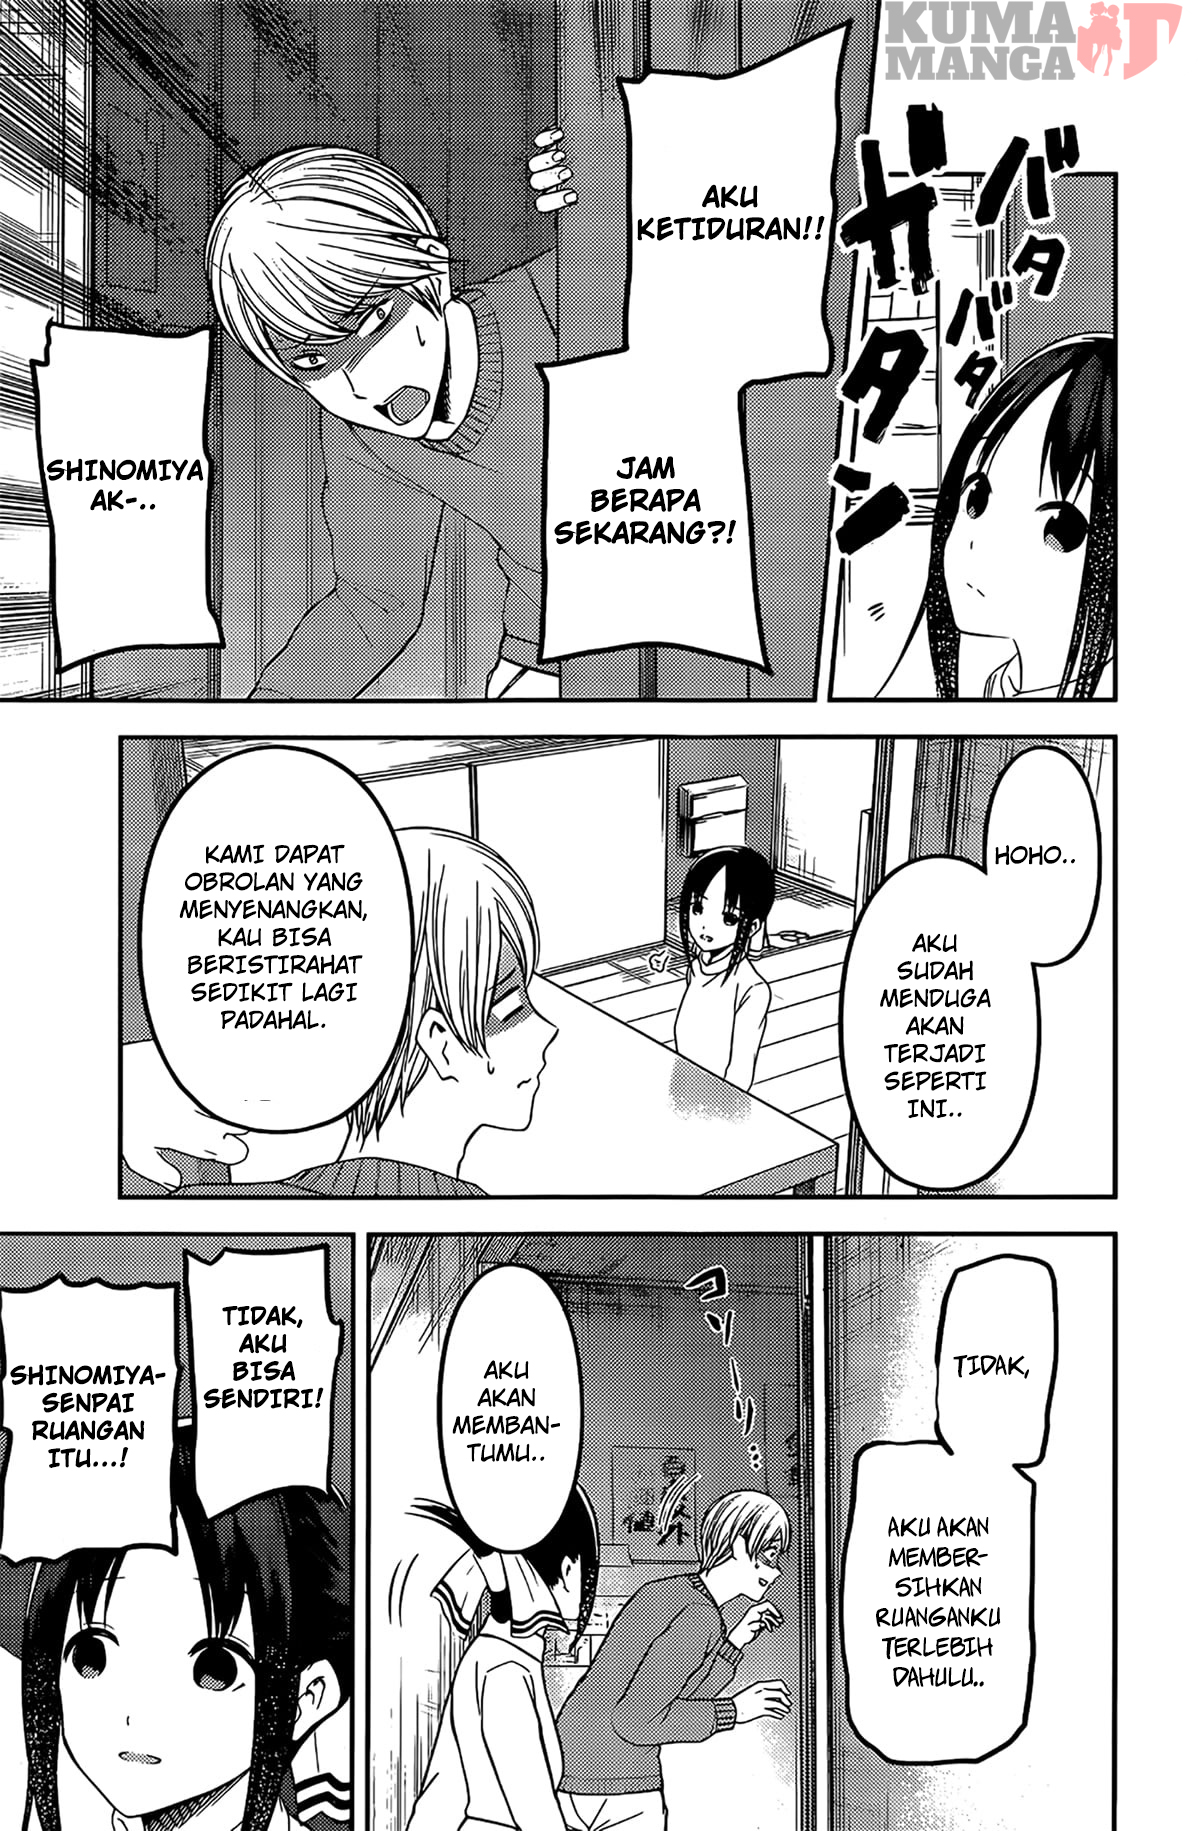 KUMA
MANGA
バタ
バタ
ガタン
AKU
KETIDURAN!!
JAM
BERAPA
SEKARANG?!
SHINOMIYA
AK-..
HOHO..
AKU
SUDAH
MENDUGA
AKAN
TERJADI
SEPERTI
INI..
KAMI DAPAT
OBROLAN YANG
MENYENANGKAN,
KAU BISA
BERISTIRAHAT
SEDIKIT LAGI
PADAHAL.
TIDAK,
AKU AKAN
MEMBER-
SIHKAN
RUANGANKU
TERLEBIH
DAHULU..
コソ
AKU
AKAN
MEMBAN-
TUMU..
TIDAK,
AKU
BISA
SENDIRI!
SHINOMIYA-
SENPAI
RUANGAN
ITU...!